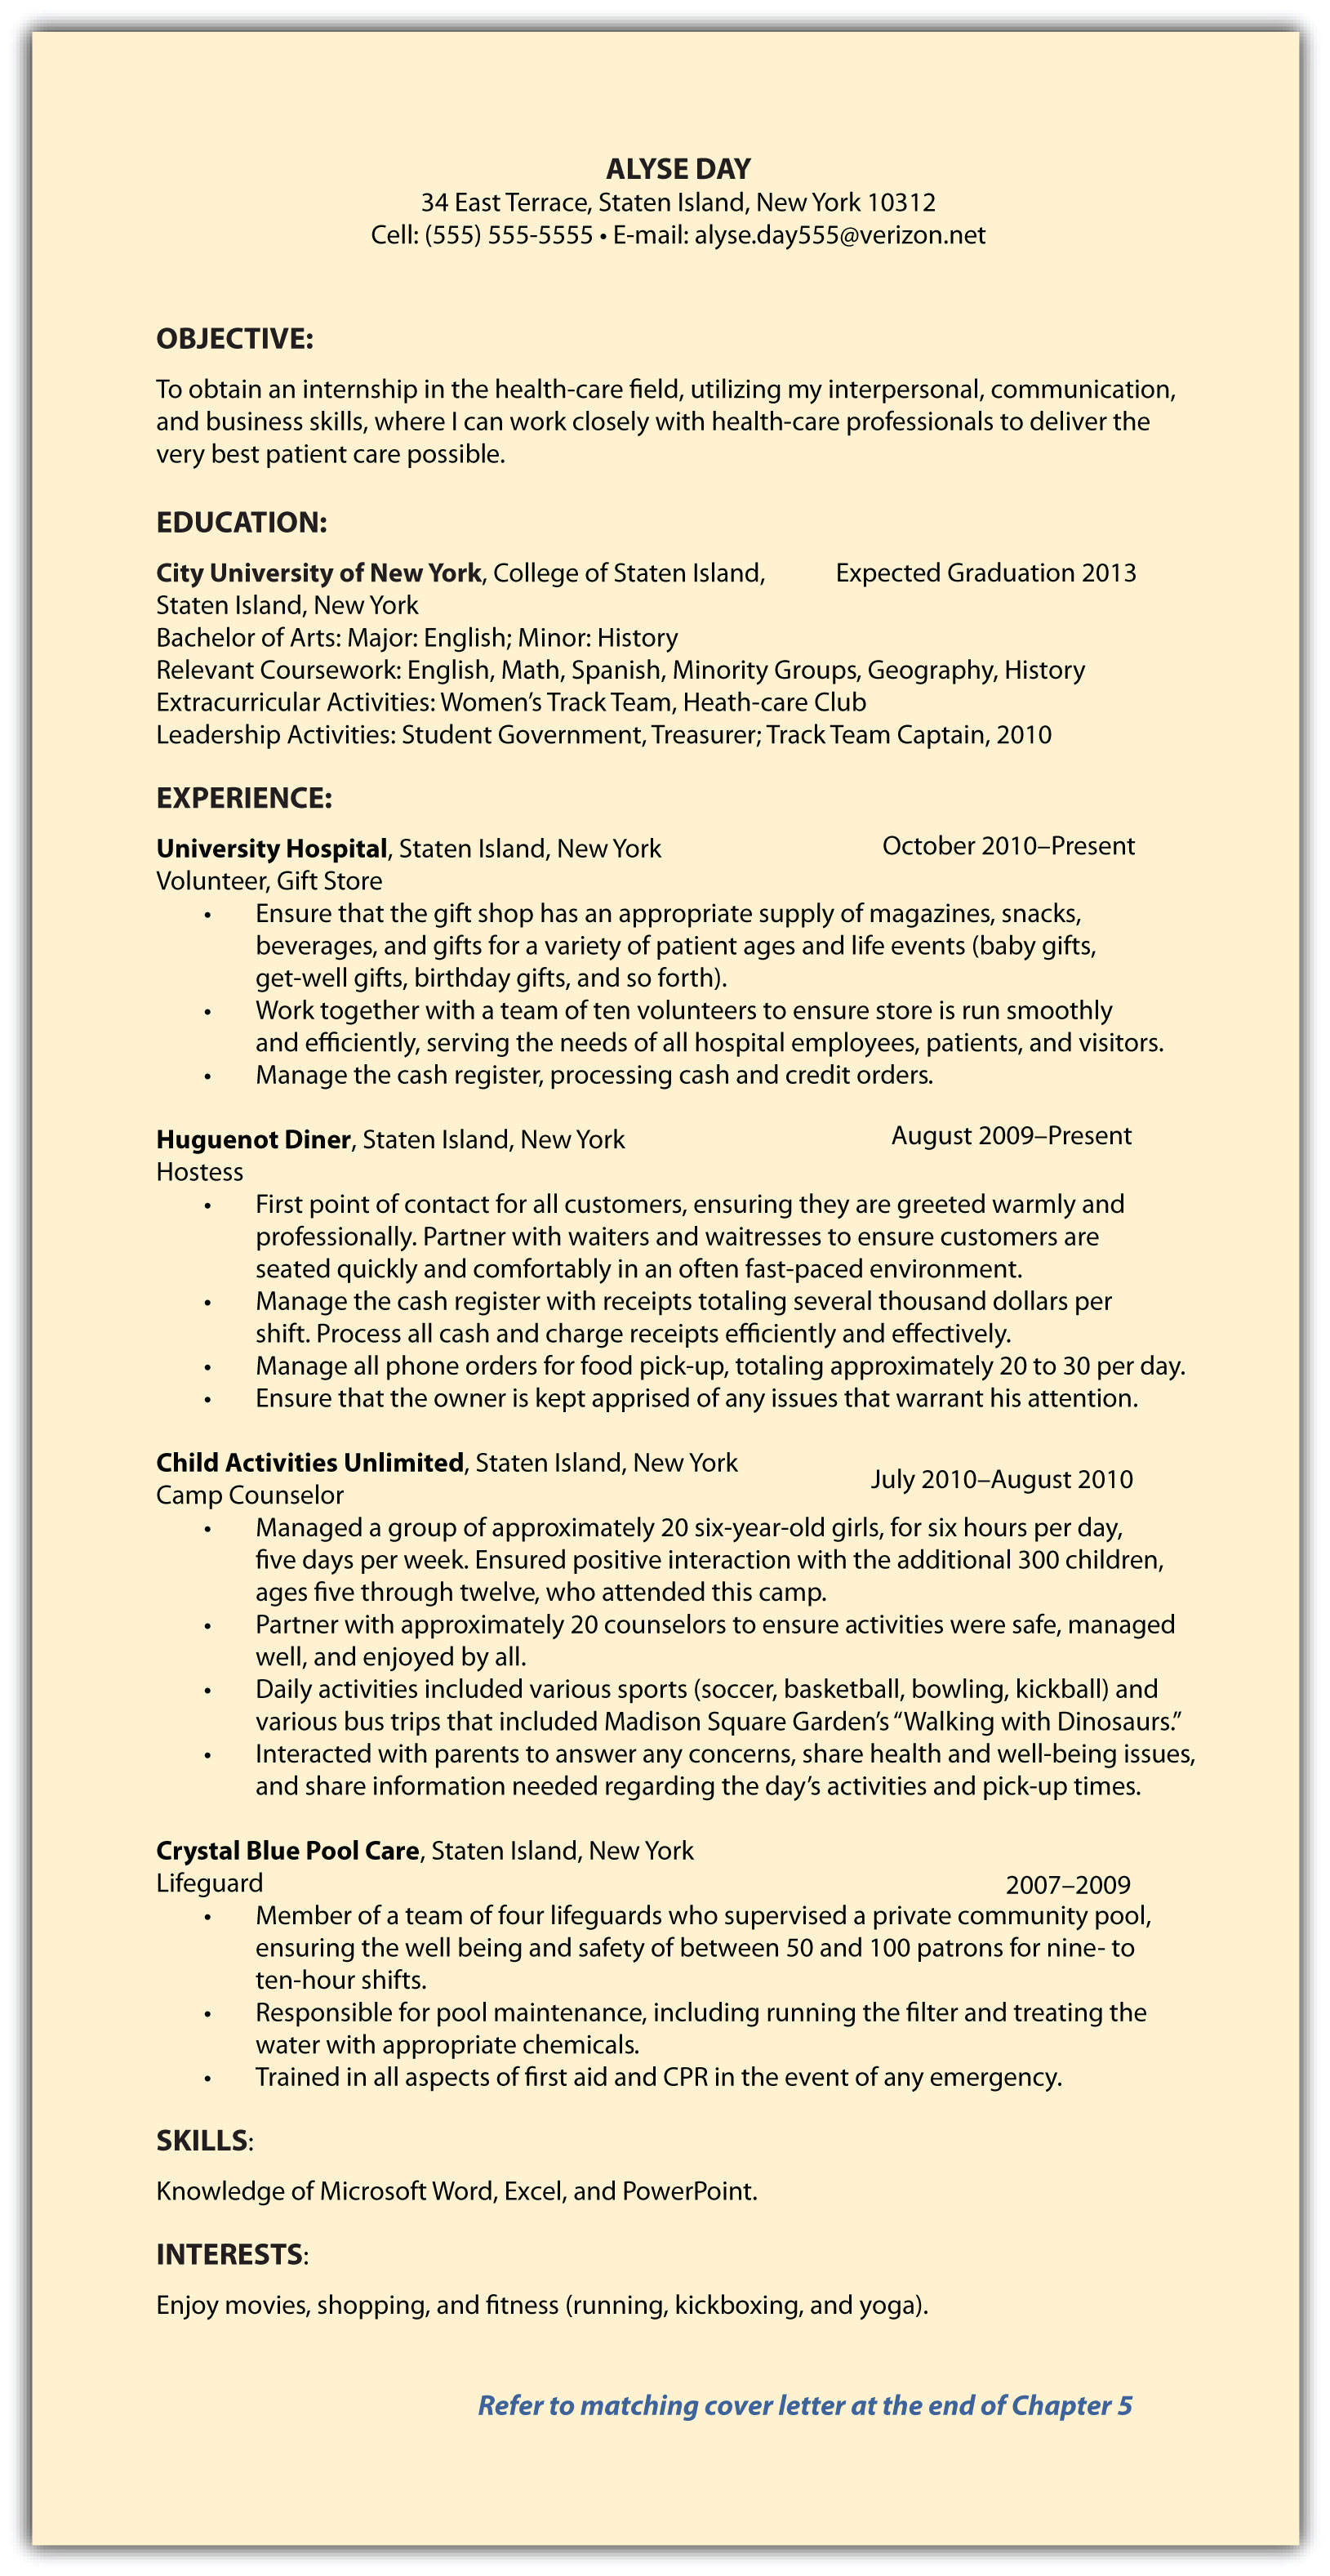 ALYSE DAY
34 East Terrace, Staten Island, New York 10312
Cell: (555) 555-5555 • E-mail: alyse.day555@verizon.net
OBJECTIVE:
To obtain an internship in the health-care field, utilizing my interpersonal, communication,
and business skills, where I can work closely with health-care professionals to deliver the
very best patient care possible.
EDUCATION:
City University of New York, College of Staten Island, Expected Graduation 2013
Staten Island, New York
Bachelor of Arts: Major: English; Minor: History
Relevant Coursework: English, Math, Spanish, Minority Groups, Geography, History
Extracurricular Activities: Women’s Track Team, Heath-care Club
Leadership Activities: Student Government, Treasurer; Track Team Captain, 2010
EXPERIENCE:
University Hospital, Staten Island, New York October 2010–Present
Volunteer, Gift Store
• Ensure that the gift shop has an appropriate supply of magazines, snacks,
beverages, and gifts for a variety of patient ages and life events (baby gifts,
get-well gifts, birthday gifts, and so forth).
• Work together with a team of ten volunteers to ensure store is run smoothly
and efficiently, serving the needs of all hospital employees, patients, and visitors.
• Manage the cash register, processing cash and credit orders.
Huguenot Diner, Staten Island, New York August 2009–Present
Hostess
• First point of contact for all customers, ensuring they are greeted warmly and
professionally. Partner with waiters and waitresses to ensure customers are
seated quickly and comfortably in an often fast-paced environment.
• Manage the cash register with receipts totaling several thousand dollars per
shift. Process all cash and charge receipts efficiently and effectively.
• Manage all phone orders for food pick-up, totaling approximately 20 to 30 per day.
• Ensure that the owner is kept apprised of any issues that warrant his attention.
Child Activities Unlimited, Staten Island, New York
July 2010–August 2010
Camp Counselor
• Managed a group of approximately 20 six-year-old girls, for six hours per day,
five days per week. Ensured positive interaction with the additional 300 children,
ages five through twelve, who attended this camp.
• Partner with approximately 20 counselors to ensure activities were safe, managed
well, and enjoyed by all.
• Daily activities included various sports (soccer, basketball, bowling, kickball) and
various bus trips that included Madison Square Garden’s “Walking with Dinosaurs.”
• Interacted with parents to answer any concerns, share health and well-being issues,
and share information needed regarding the day’s activities and pick-up times.
Crystal Blue Pool Care, Staten Island, New York
Lifeguard 2007–2009
• Member of a team of four lifeguards who supervised a private community pool,
ensuring the well being and safety of between 50 and 100 patrons for nine- to
ten-hour shifts.
• Responsible for pool maintenance, including running the filter and treating the
water with appropriate chemicals.
• Trained in all aspects of first aid and CPR in the event of any emergency.
SKILLS:
Knowledge of Microsoft Word, Excel, and PowerPoint.
INTERESTS:
Enjoy movies, shopping, and fitness (running, kickboxing, and yoga).
Refer to matching cover letter at the end of Chapter 5